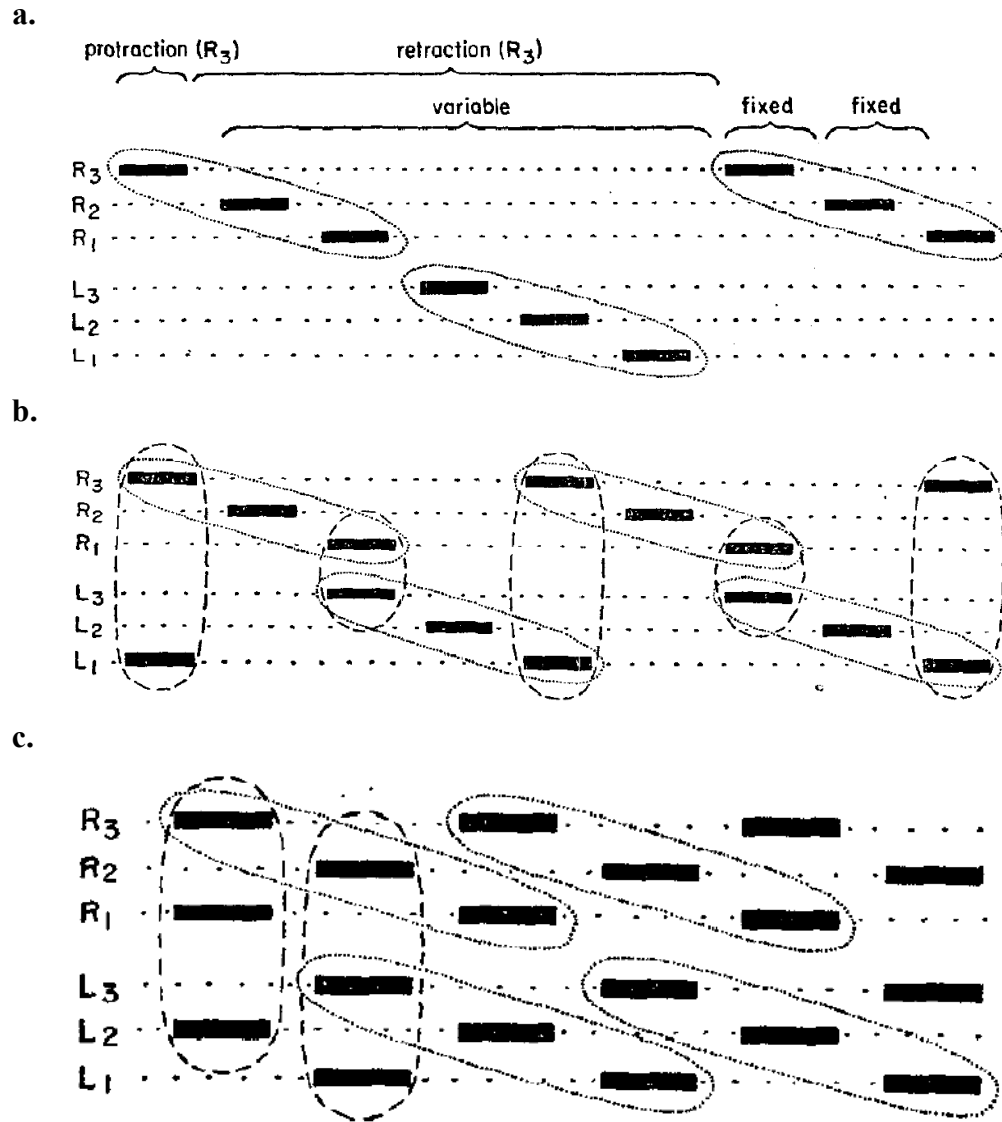 a.
protraction (R3) retraction (R3)
variable fixed fixed
R3
R2
R1
L3
L2
L1
b.
R3
R2
R1
L3
L2
L1
c.
R3
R2
R1
L3
L2
L1